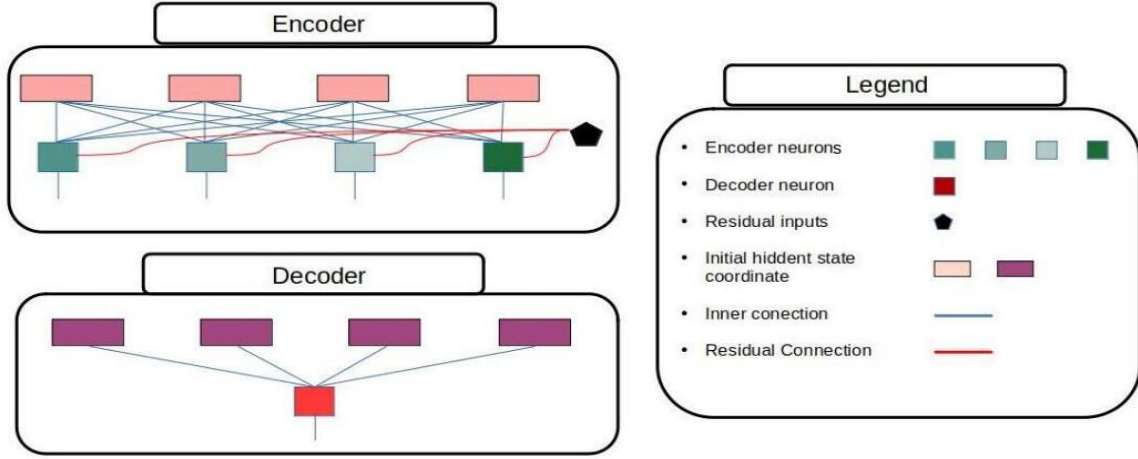 Encoder
Decoder
Legend
Encoder neurons
Decoder neuron
Residual inputs
Initial hiddent state
coordinate
Inner conection
Residual Connection